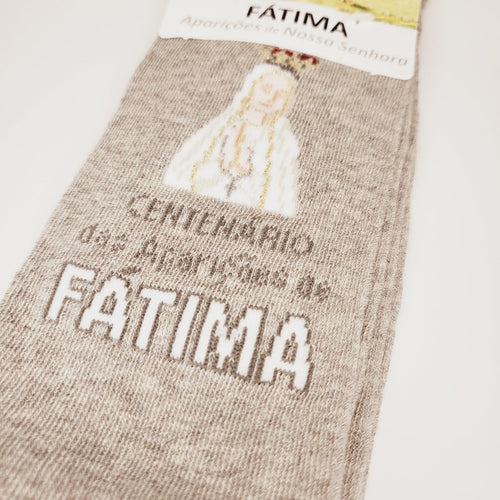 FÁTIMA
Aparições de Nossa Senhora
CENTENÁRIO
das Aparições de
FÁTIMA